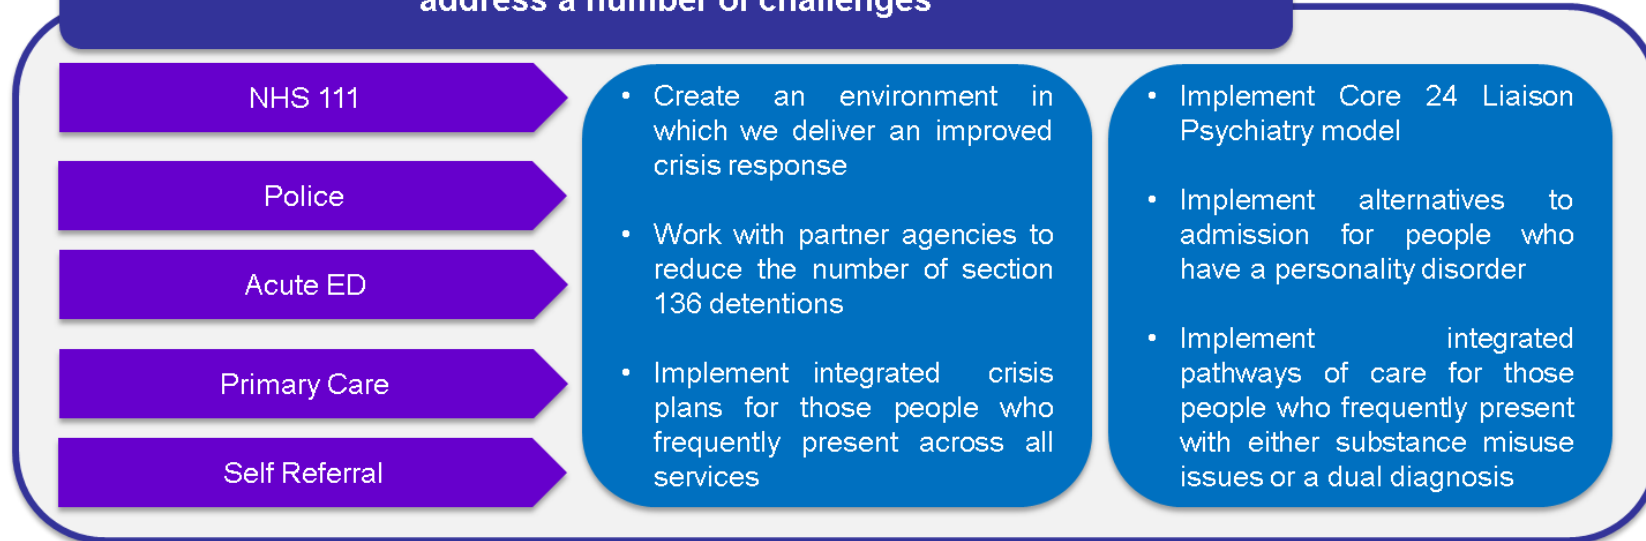 address a number of challenges
NHS 111
Police
Acute ED
Primary Care
Self Referral
• Create an environment in
which we deliver an improved
crisis response
• Work with partner agencies to
reduce the number of section
136 detentions
• Implement integrated crisis
plans for those people who
frequently present across all
services
• Implement Core 24 Liaison
Psychiatry model
• Implement alternatives to
admission for people who
have a personality disorder
• Implement integrated
pathways of care for those
people who frequently present
with either substance misuse
issues or a dual diagnosis